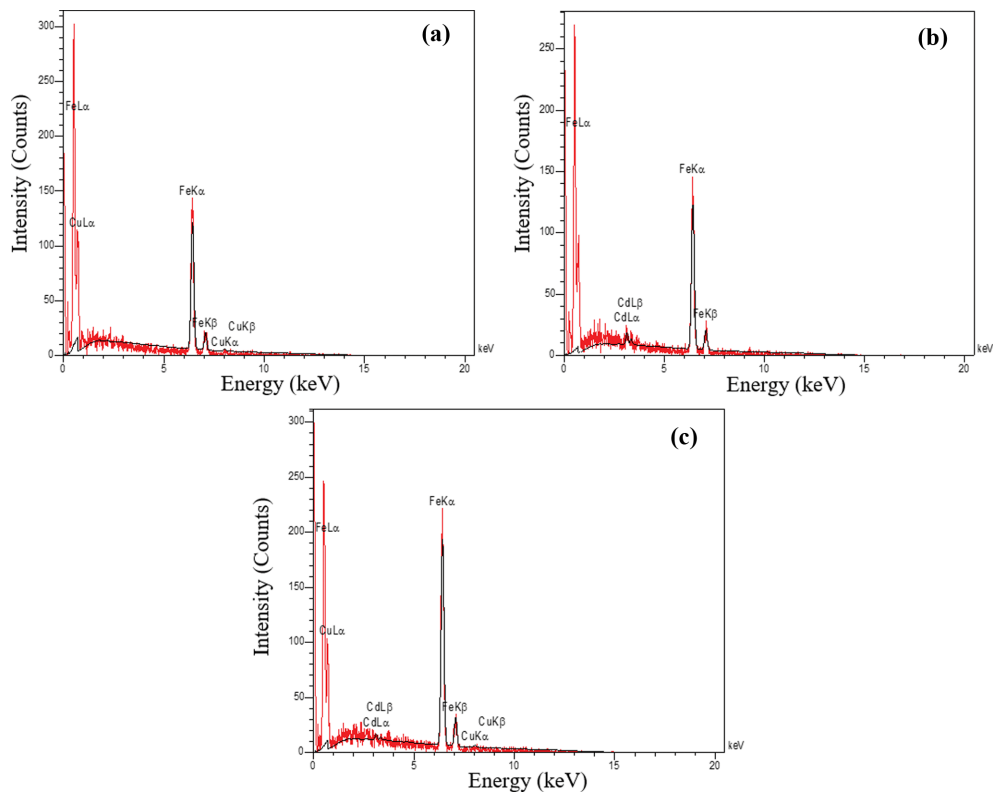 (a)
Intensity (Counts)
300
250
200
150
100
50
0
FeLα
CuLα
FeKα
FeKβ
CuKβ
CuKα
0
5
10
15
20
keV
Energy (keV)
(b)
Intensity (Counts)
250
200
150
100
50
0
FeLα
FeKα
CdLβ
CdLα
FeKβ
0
5
10
15
20
keV
Energy (keV)
(c)
Intensity (Counts)
300
250
200
150
100
50
0
FeKα
FeLα
CuLα
CdLβ
FeKβ
CuKβ
CdLα
CuKα
0
5
10
15
20
keV
Energy (keV)